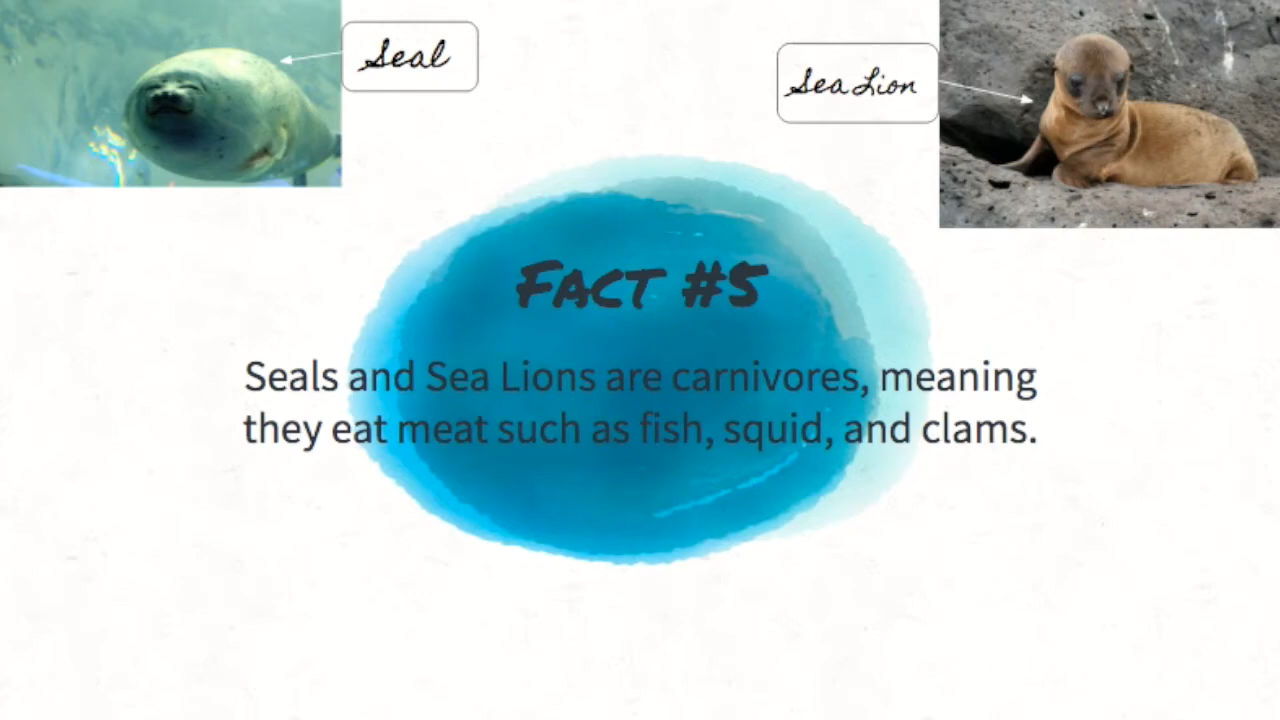 Seal
Sea Lion
Fact #5
Seals and Sea Lions are carnivores, meaning
they eat meat such as fish, squid, and clams.